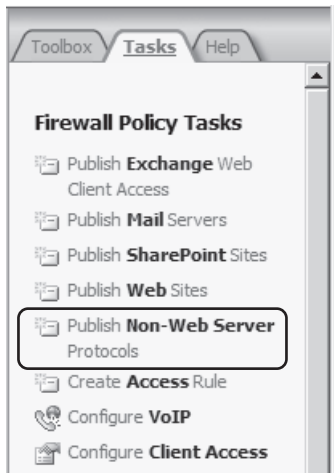 Toolbox Tasks Help
Firewall Policy Tasks
Publish Exchange Web
Client Access
Publish Mail Servers
Publish SharePoint Sites
Publish Web Sites
Publish Non-Web Server
Protocols
Create Access Rule
Configure VoIP
Configure Client Access